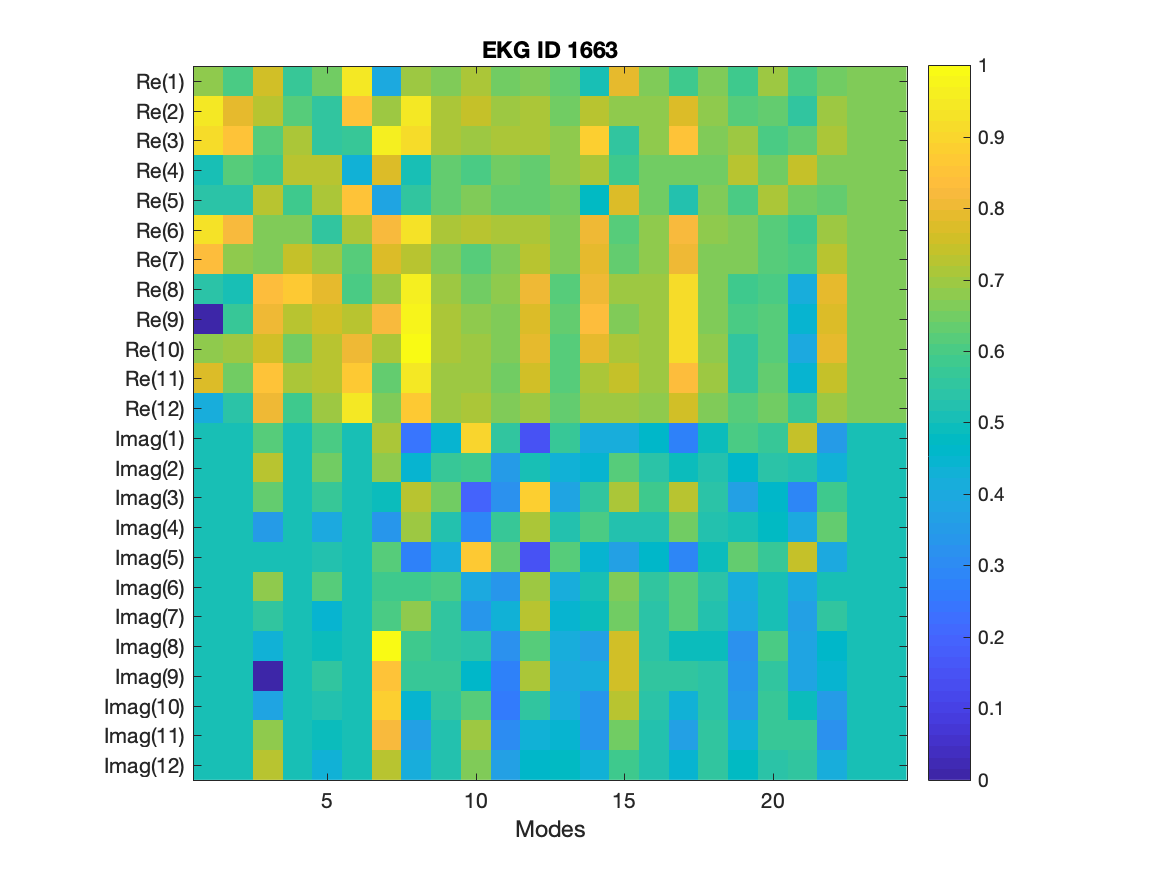 EKG ID 1663
Re(1)
Re(2)
Re(3)
Re(4)
Re(5)
Re(6)
Re(7)
Re(8)
Re(9)
Re(10)
Re(11)
Re(12)
Imag(1)
Imag(2)
Imag(3)
Imag(4)
Imag(5)
Imag(6)
Imag(7)
Imag(8)
Imag(9)
Imag(10)
Imag(11)
Imag(12)
5 10 15 20
Modes
1
0.9
0.8
0.7
0.6
0.5
0.4
0.3
0.2
0.1
0